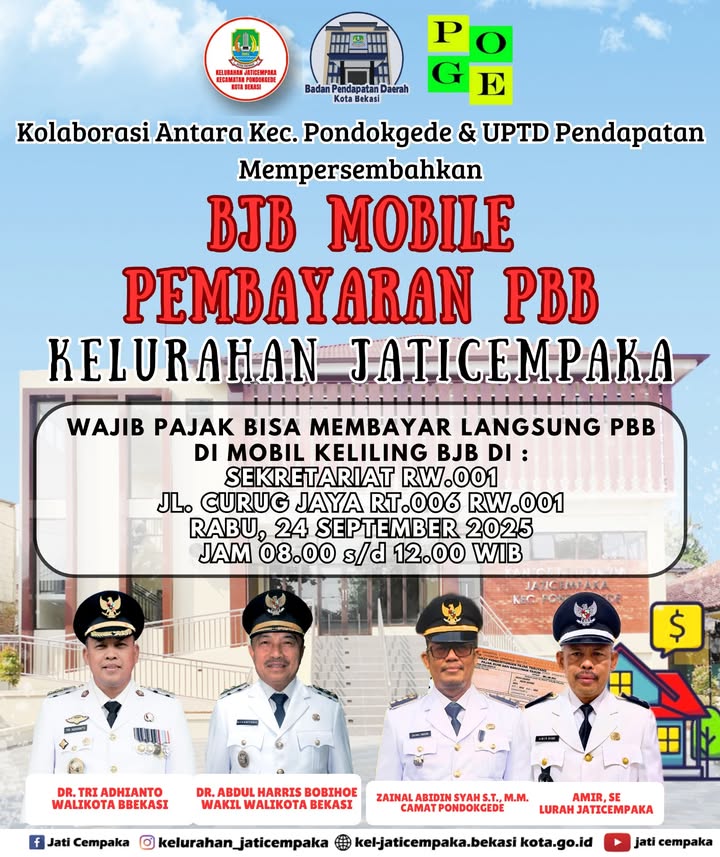 KELURAHAN JATICEMPAKA
KECAMATAN PONDOKGEDE
KOTA BEKASI
Badan Pendapatan Daerah
Kota Bekasi
P O
G E
Kolaborasi Antara Kec. Pondokgede & UPTD Pendapatan
Mempersembahkan
BJB MOBILE
PEMBAYARAN PBB
KELURAHAN JATICEMPAKA
WAJIB PAJAK BISA MEMBAYAR LANGSUNG PBB
DI MOBIL KELILING BJB DI :
SEKRETARIAT RW.001
JL. CURUG JAYA RT.006 RW.001
RABU, 24 SEPTEMBER 2025
JAM 08.00 s/d 12.00 WIB
JATICEMPAKA
KEC. PONDOKGEDE
$
DR. TRI ADHIANTO
WALIKOTA BBEKASI
DR. ABDUL HARRIS BOBIHOE
WAKIL WALIKOTA BEKASI
ZAINAL ABIDIN SYAH S.T., M.M.
CAMAT PONDOKGEDE
AMIR, SE
LURAH JATICEMPAKA
Jati Cempaka kelurahan_jaticempaka kel-jaticempaka.bekasi kota.go.id jati cempaka